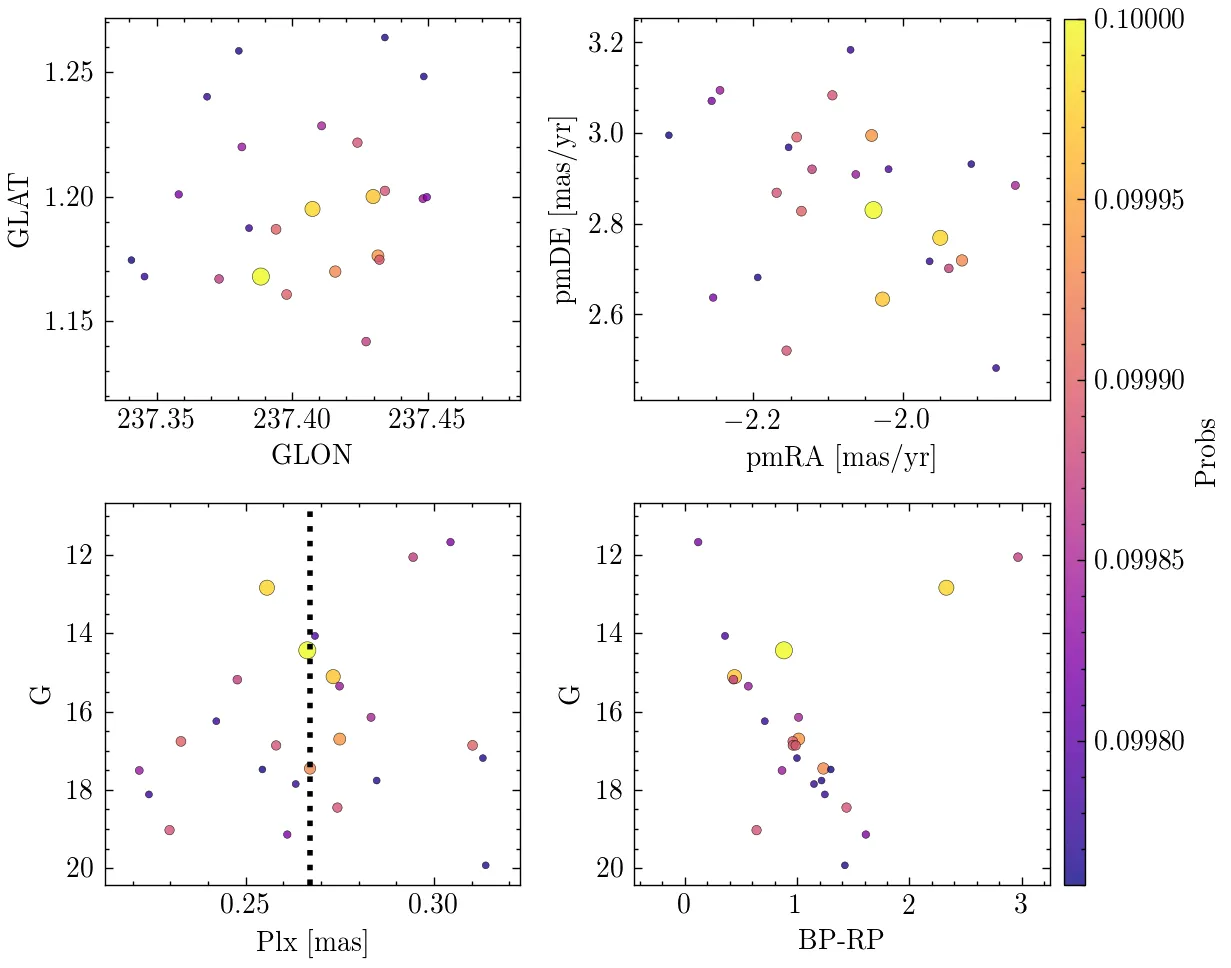 1.25
1.20
1.15
GLAT
237.35 237.40 237.45
GLON
3.2
3.0
2.8
2.6
pmDE [mas/yr]
−2.2 −2.0
pmRA [mas/yr]
12
14
16
18
20
G
0.25 0.30
Plx [mas]
12
14
16
18
20
G
0 1 2 3
BP-RP
0.10000
0.09995
0.09990
0.09985
0.09980
Probs